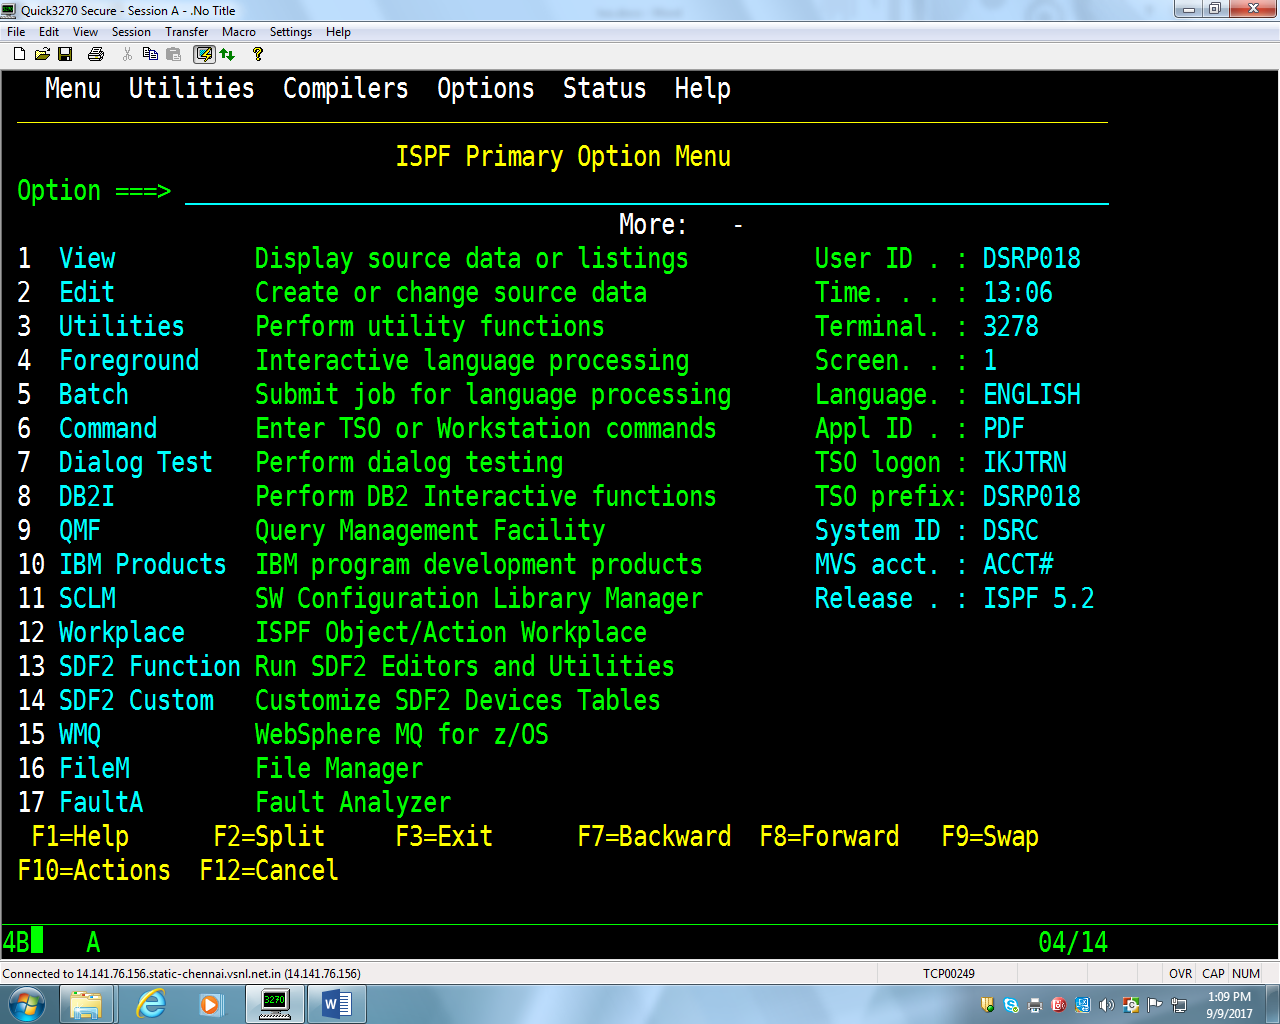 Quick3270 Secure - Session A - .No Title
File Edit View Session Transfer Macro Settings Help
Menu Utilities Compilers Options Status Help
ISPF Primary Option Menu
Option ===>
More: -
1 View Display source data or listings User ID . : DSRP018
2 Edit Create or change source data Time. . . : 13:06
3 Utilities Perform utility functions Terminal. : 3278
4 Foreground Interactive language processing Screen. . : 1
5 Batch Submit job for language processing Language. : ENGLISH
6 Command Enter TSO or Workstation commands Appl ID . : PDF
7 Dialog Test Perform dialog testing TSO logon : IKJTRN
8 DB2I Perform DB2 Interactive functions TSO prefix: DSRP018
9 QMF Query Management Facility System ID : DSRC
10 IBM Products IBM program development products MVS acct. : ACCT#
11 SCLM SW Configuration Library Manager Release . : ISPF 5.2
12 Workplace ISPF Object/Action Workplace
13 SDF2 Function Run SDF2 Editors and Utilities
14 SDF2 Custom Customize SDF2 Devices Tables
15 WMQ WebSphere MQ for z/OS
16 FileM File Manager
17 FaultA Fault Analyzer
F1=Help F2=Split F3=Exit F7=Backward F8=Forward F9=Swap
F10=Actions F12=Cancel
4B A 04/14
Connected to 14.141.76.156.static-chennai.vsnl.net.in (14.141.76.156) TCP00249 OVR CAP NUM
3270
1:09 PM
9/9/2017